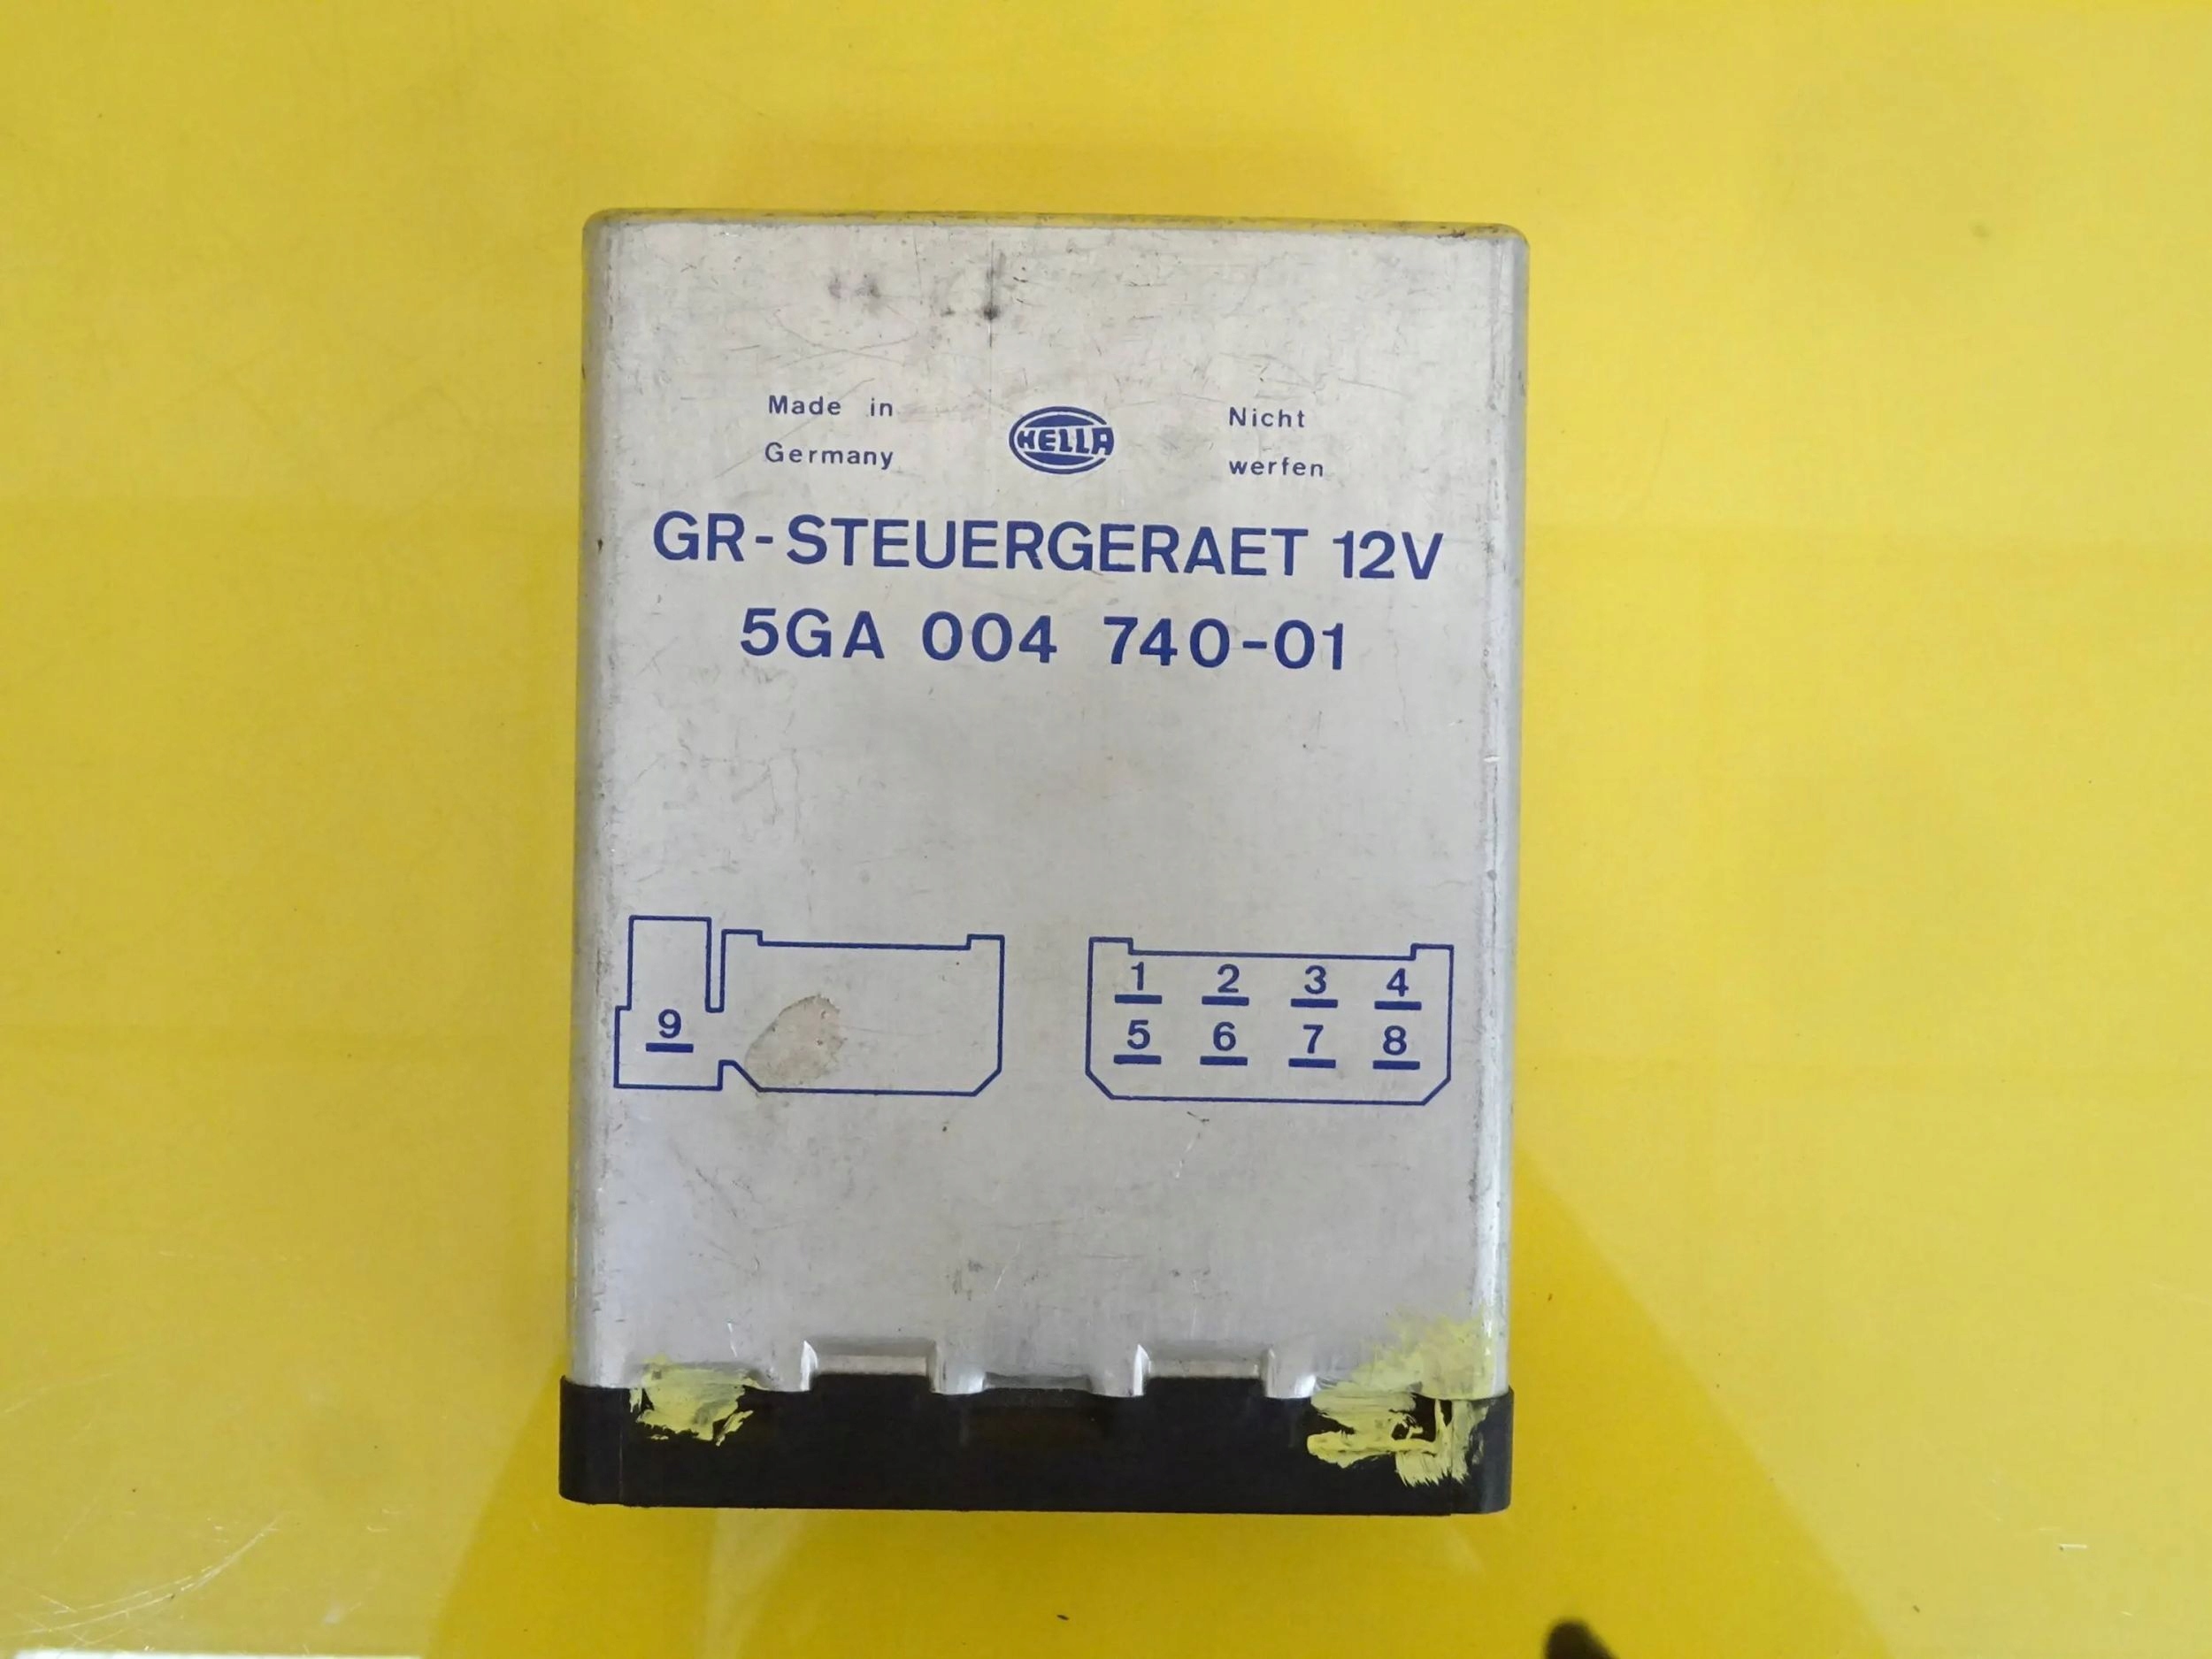 Made in
Germany
HELLA
Nicht
werfen
GR-STEUERGERAET 12V
5GA 004 740-01
9
1 2 3 4
5 6 7 8